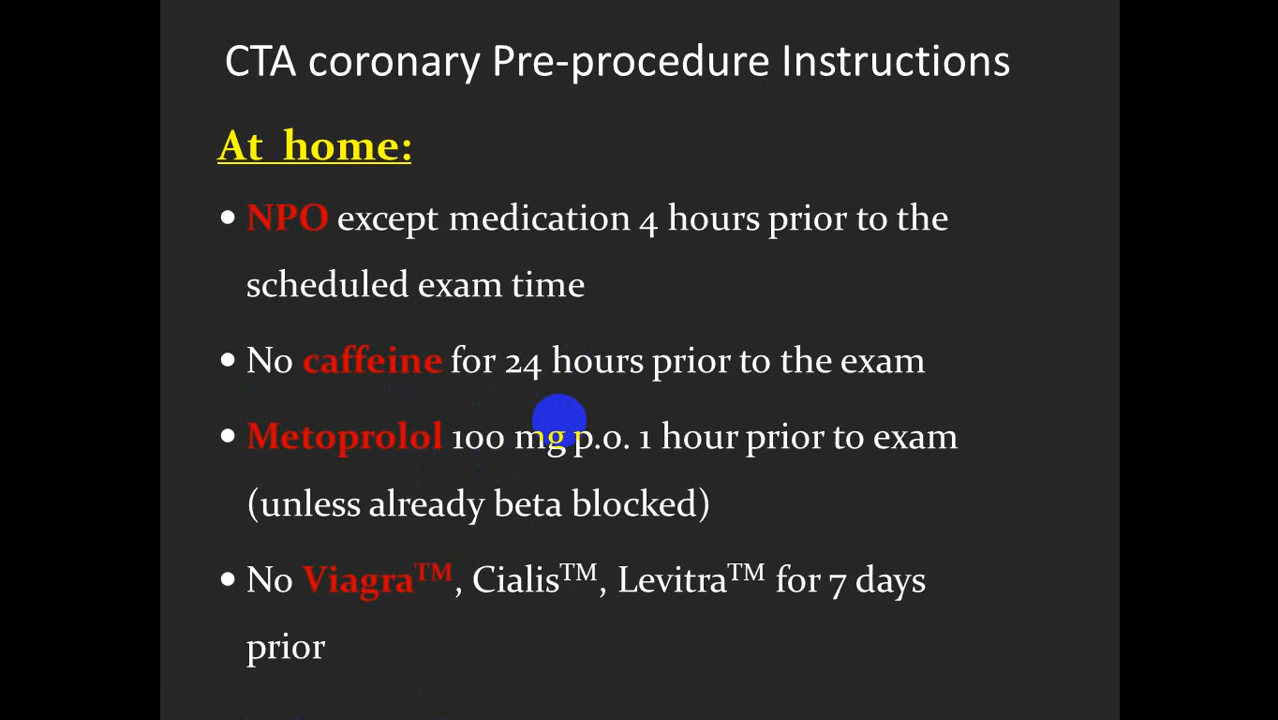 CTA coronary Pre-procedure Instructions
At home:
• NPO except medication 4 hours prior to the
scheduled exam time
• No caffeine for 24 hours prior to the exam
• Metoprolol 100 mg p.o. 1 hour prior to exam
(unless already beta blocked)
• No Viagra™, Cialis™, Levitra™ for 7 days
prior